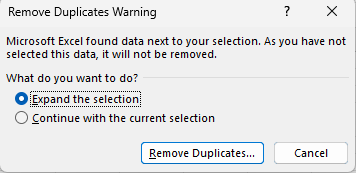 Remove Duplicates Warning
?
Microsoft Excel found data next to your selection. As you have
not selected this data, it will not be removed.
What do you want to do?
Expand the selection
Continue with the current selection
Remove Duplicates...
Cancel